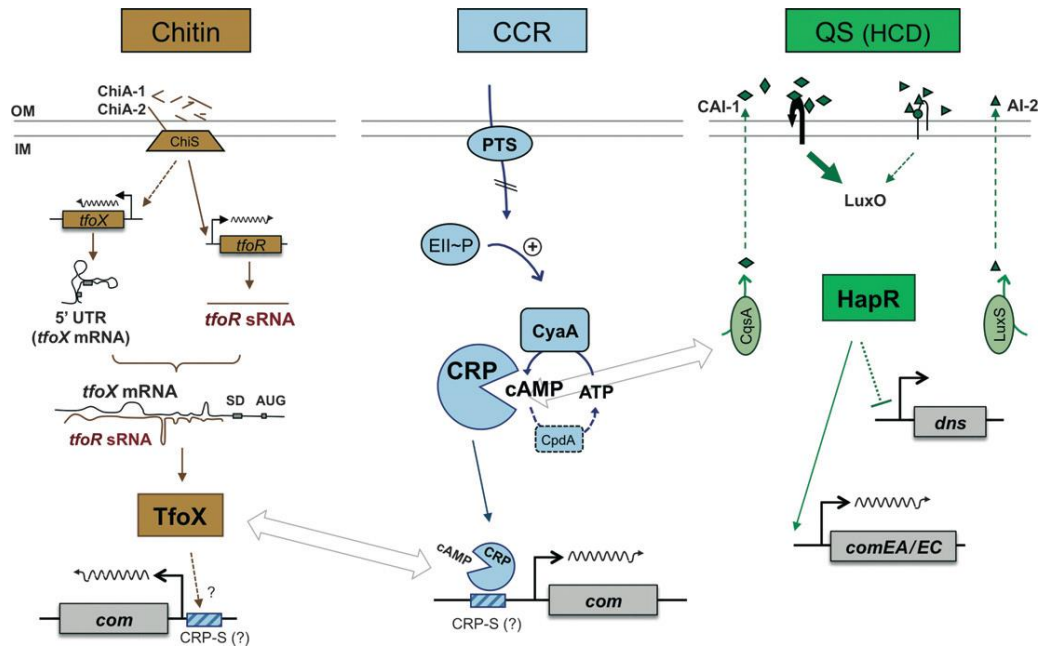 Chitin
CCR
QS (HCD)
ChiA-1
ChiA-2
OM
IM
ChiS
tfoX
tfoR
5' UTR
(tfoX mRNA)
tfoR sRNA
tfoX mRNA
SD
AUG
tfoR sRNA
TfoX
?
com
CRP-S (?)
PTS
EII~P
+
CyaA
CRP
cAMP
ATP
CpdA
cAMP
CRP
com
CRP-S (?)
CAI-1
AI-2
LuxO
CqsA
HapR
LuxS
dns
comEA/EC